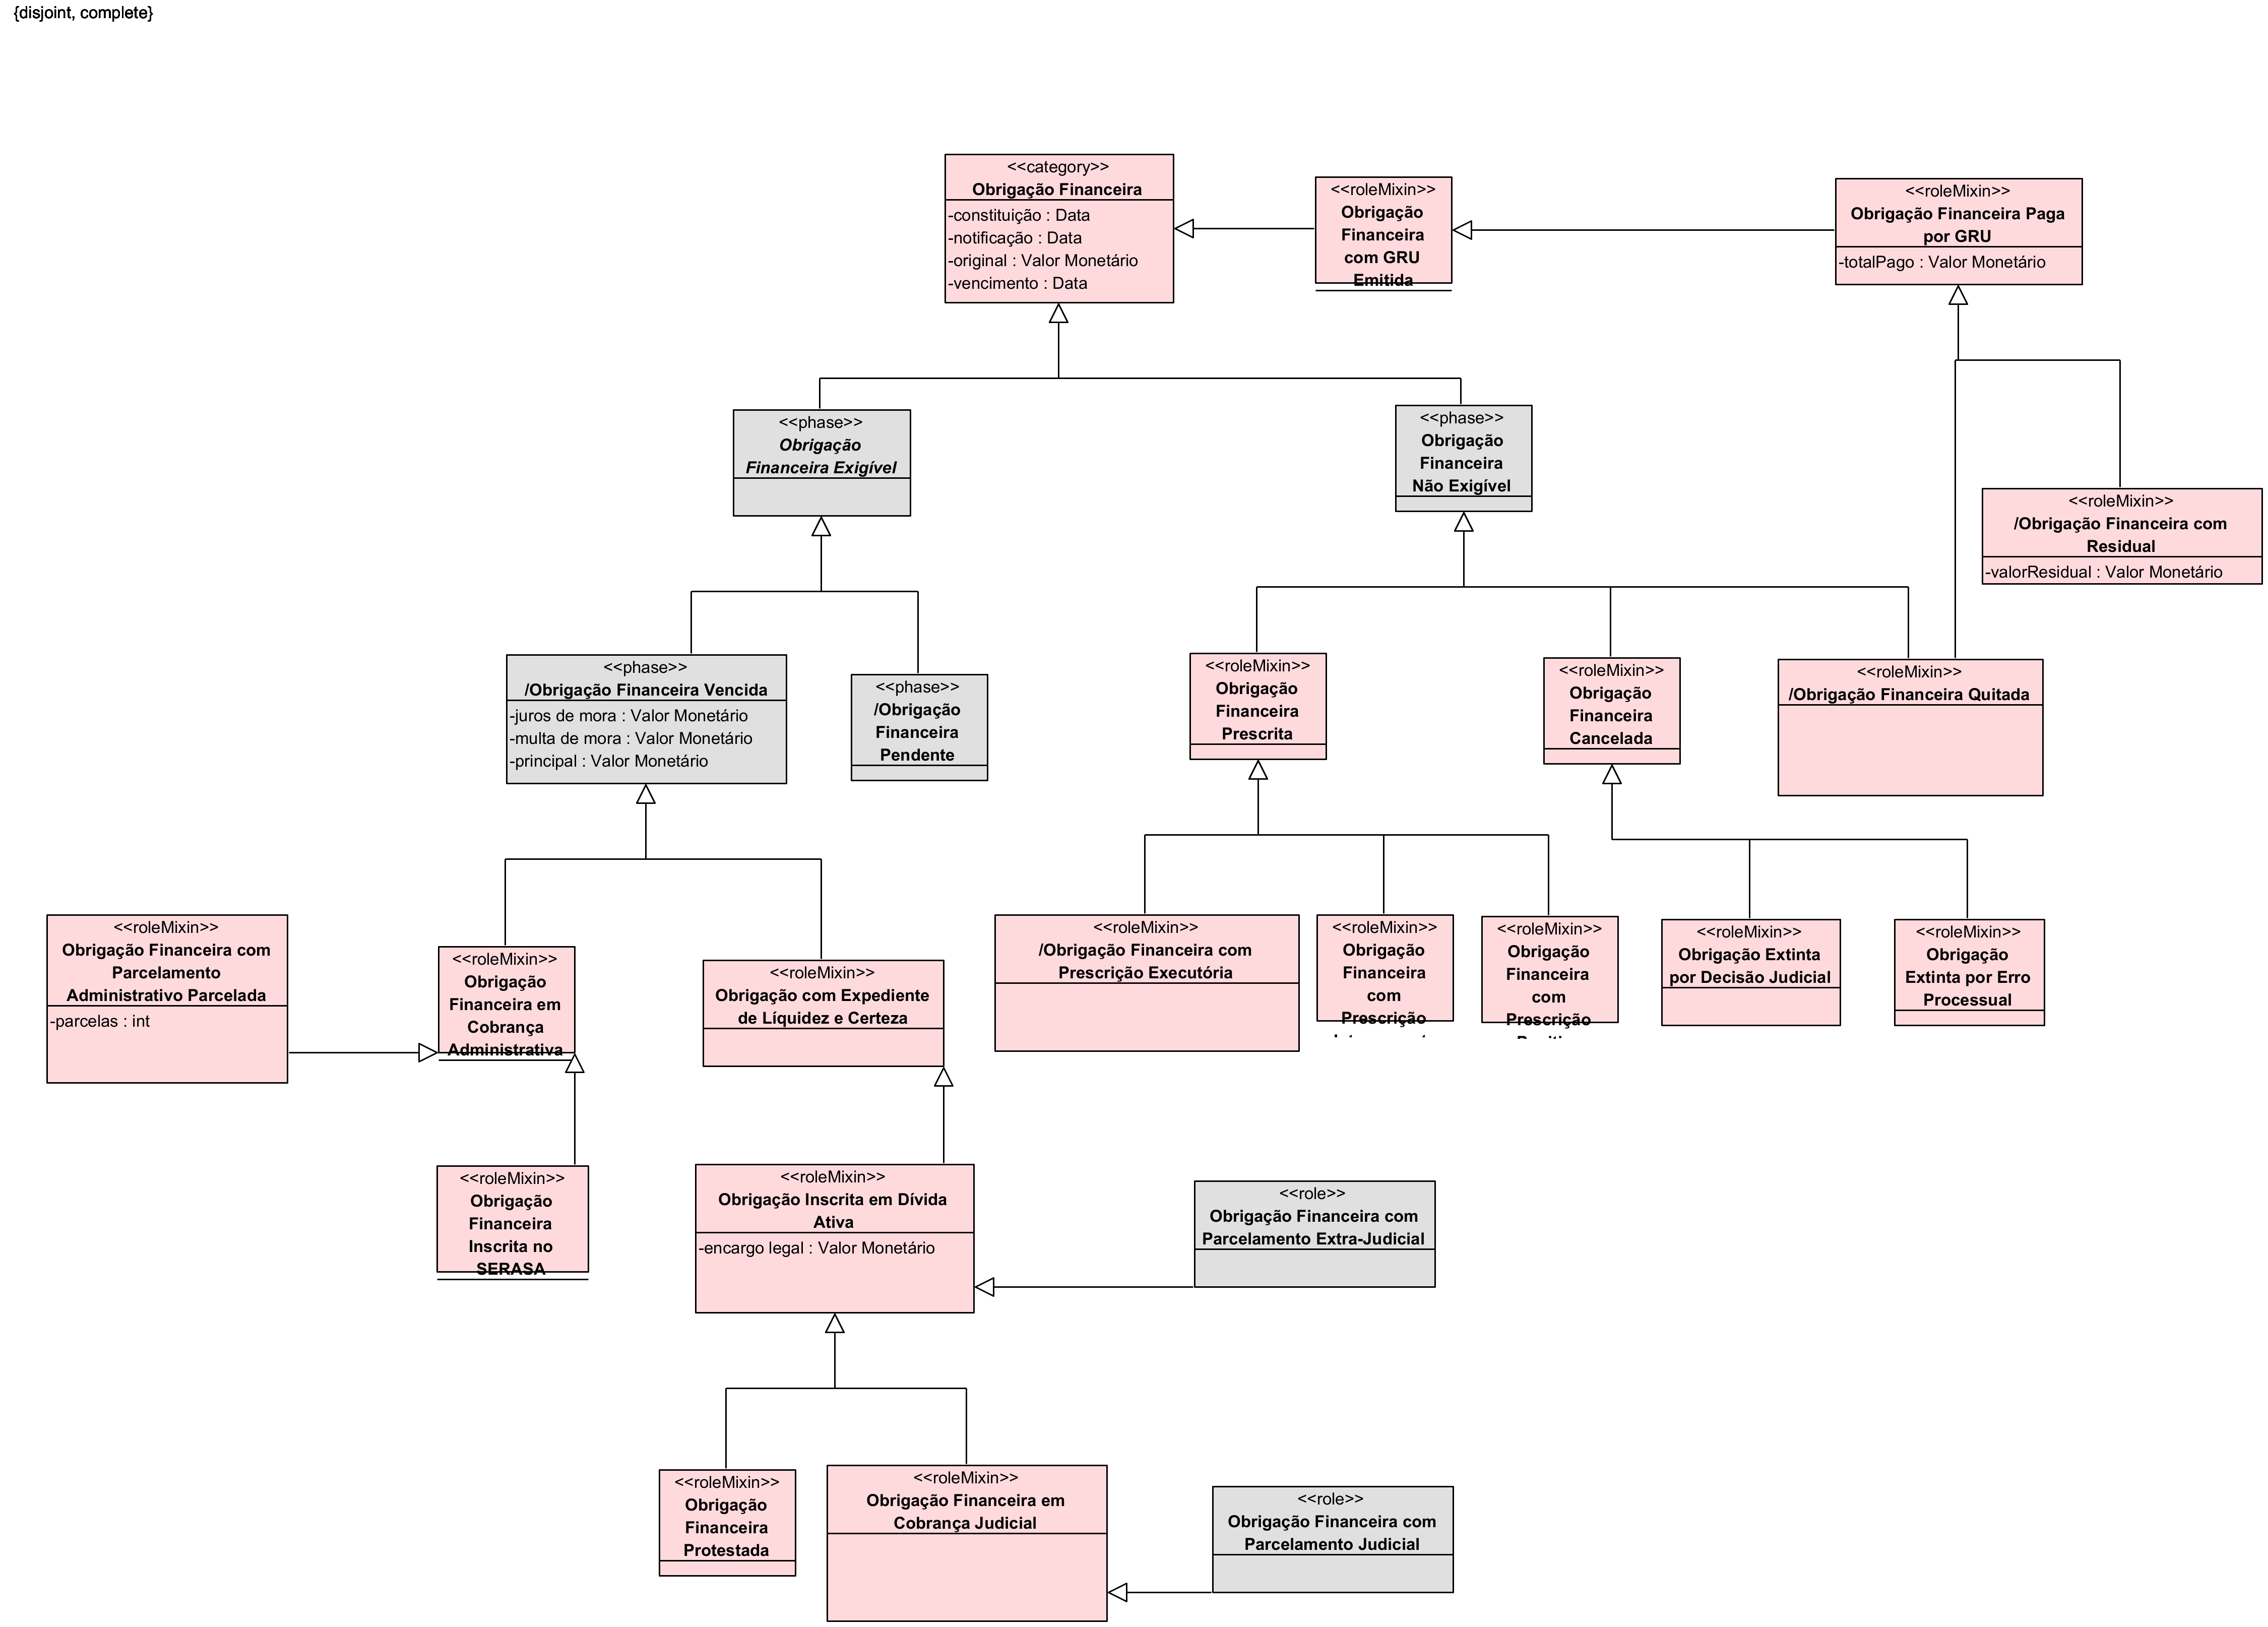 {disjoint, complete}
<<category>>
Obrigação Financeira
-constituição : Data
-notificação : Data
-original : Valor Monetário
-vencimento : Data
<<roleMixin>>
Obrigação
Financeira
com GRU
Emitida
<<roleMixin>>
Obrigação Financeira Paga
por GRU
-totalPago : Valor Monetário
<<phase>>
Obrigação
Financeira Exigível
<<phase>>
Obrigação
Financeira
Não Exigível
<<roleMixin>>
/Obrigação Financeira com
Residual
-valorResidual : Valor Monetário
<<phase>>
/Obrigação Financeira Vencida
-juros de mora : Valor Monetário
-multa de mora : Valor Monetário
-principal : Valor Monetário
<<phase>>
/Obrigação
Financeira
Pendente
<<roleMixin>>
Obrigação
Financeira
Prescrita
<<roleMixin>>
Obrigação
Financeira
Cancelada
<<roleMixin>>
/Obrigação Financeira Quitada
<<roleMixin>>
Obrigação Financeira com
Parcelamento
Administrativo Parcelada
-parcelas : int
<<roleMixin>>
Obrigação
Financeira em
Cobrança
Administrativa
<<roleMixin>>
Obrigação com Expediente
de Líquidez e Certeza
<<roleMixin>>
/Obrigação Financeira com
Prescrição Executória
<<roleMixin>>
Obrigação
Financeira
com
Prescrição
<<roleMixin>>
Obrigação
Financeira
com
Prescrição
<<roleMixin>>
Obrigação Extinta
por Decisão Judicial
<<roleMixin>>
Obrigação
Extinta por Erro
Processual
<<roleMixin>>
Obrigação
Financeira
Inscrita no
SERASA
<<roleMixin>>
Obrigação Inscrita em Dívida
Ativa
-encargo legal : Valor Monetário
<<role>>
Obrigação Financeira com
Parcelamento Extra-Judicial
<<roleMixin>>
Obrigação
Financeira
Protestada
<<roleMixin>>
Obrigação Financeira em
Cobrança Judicial
<<role>>
Obrigação Financeira com
Parcelamento Judicial